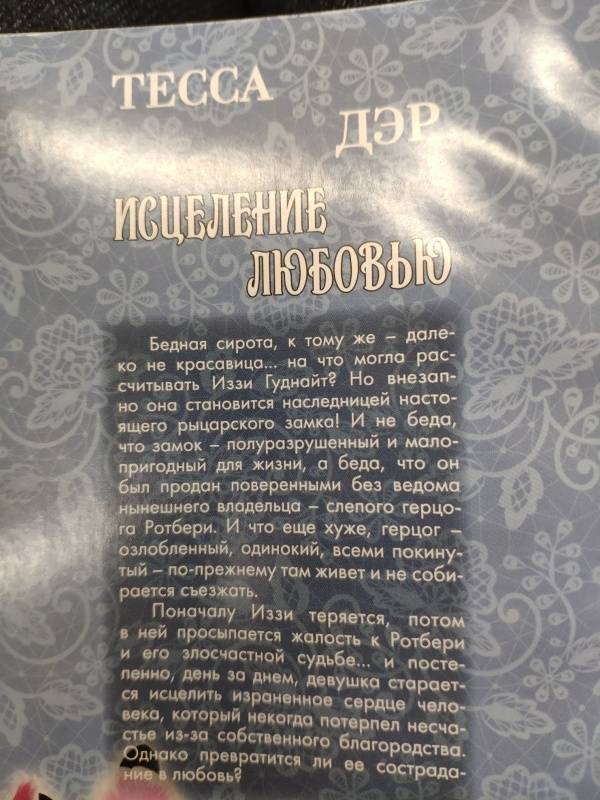 ТЕССА
ДЭР
ИСЦЕЛЕНИЕ
ЛЮБОВЬЮ
Бедная сирота, к тому же – дале-
ко не красавица... на что могла рас-
считывать Иззи Гуднайт? Но внезап-
но она становится наследницей насто-
ящего рыцарского замка! И не беда,
что замок – полуразрушенный и мало-
пригодный для жизни, а беда, что он
был продан поверенными без ведома
нынешнего владельца – слепого герцо-
га Ротбери. И что еще хуже, герцог –
озлобленный, одинокий, всеми покину-
тый – по-прежнему там живет и не соби-
рается съезжать.
Поначалу Иззи теряется, потом
в ней просыпается жалость к Ротбери
и его злосчастной судьбе... и посте-
пенно, день за днем, девушка старает-
ся исцелить израненное сердце чело-
века, который некогда потерпел несча-
стье из-за собственного благородства.
Однако превратится ли ее сострада-
ние в любовь?